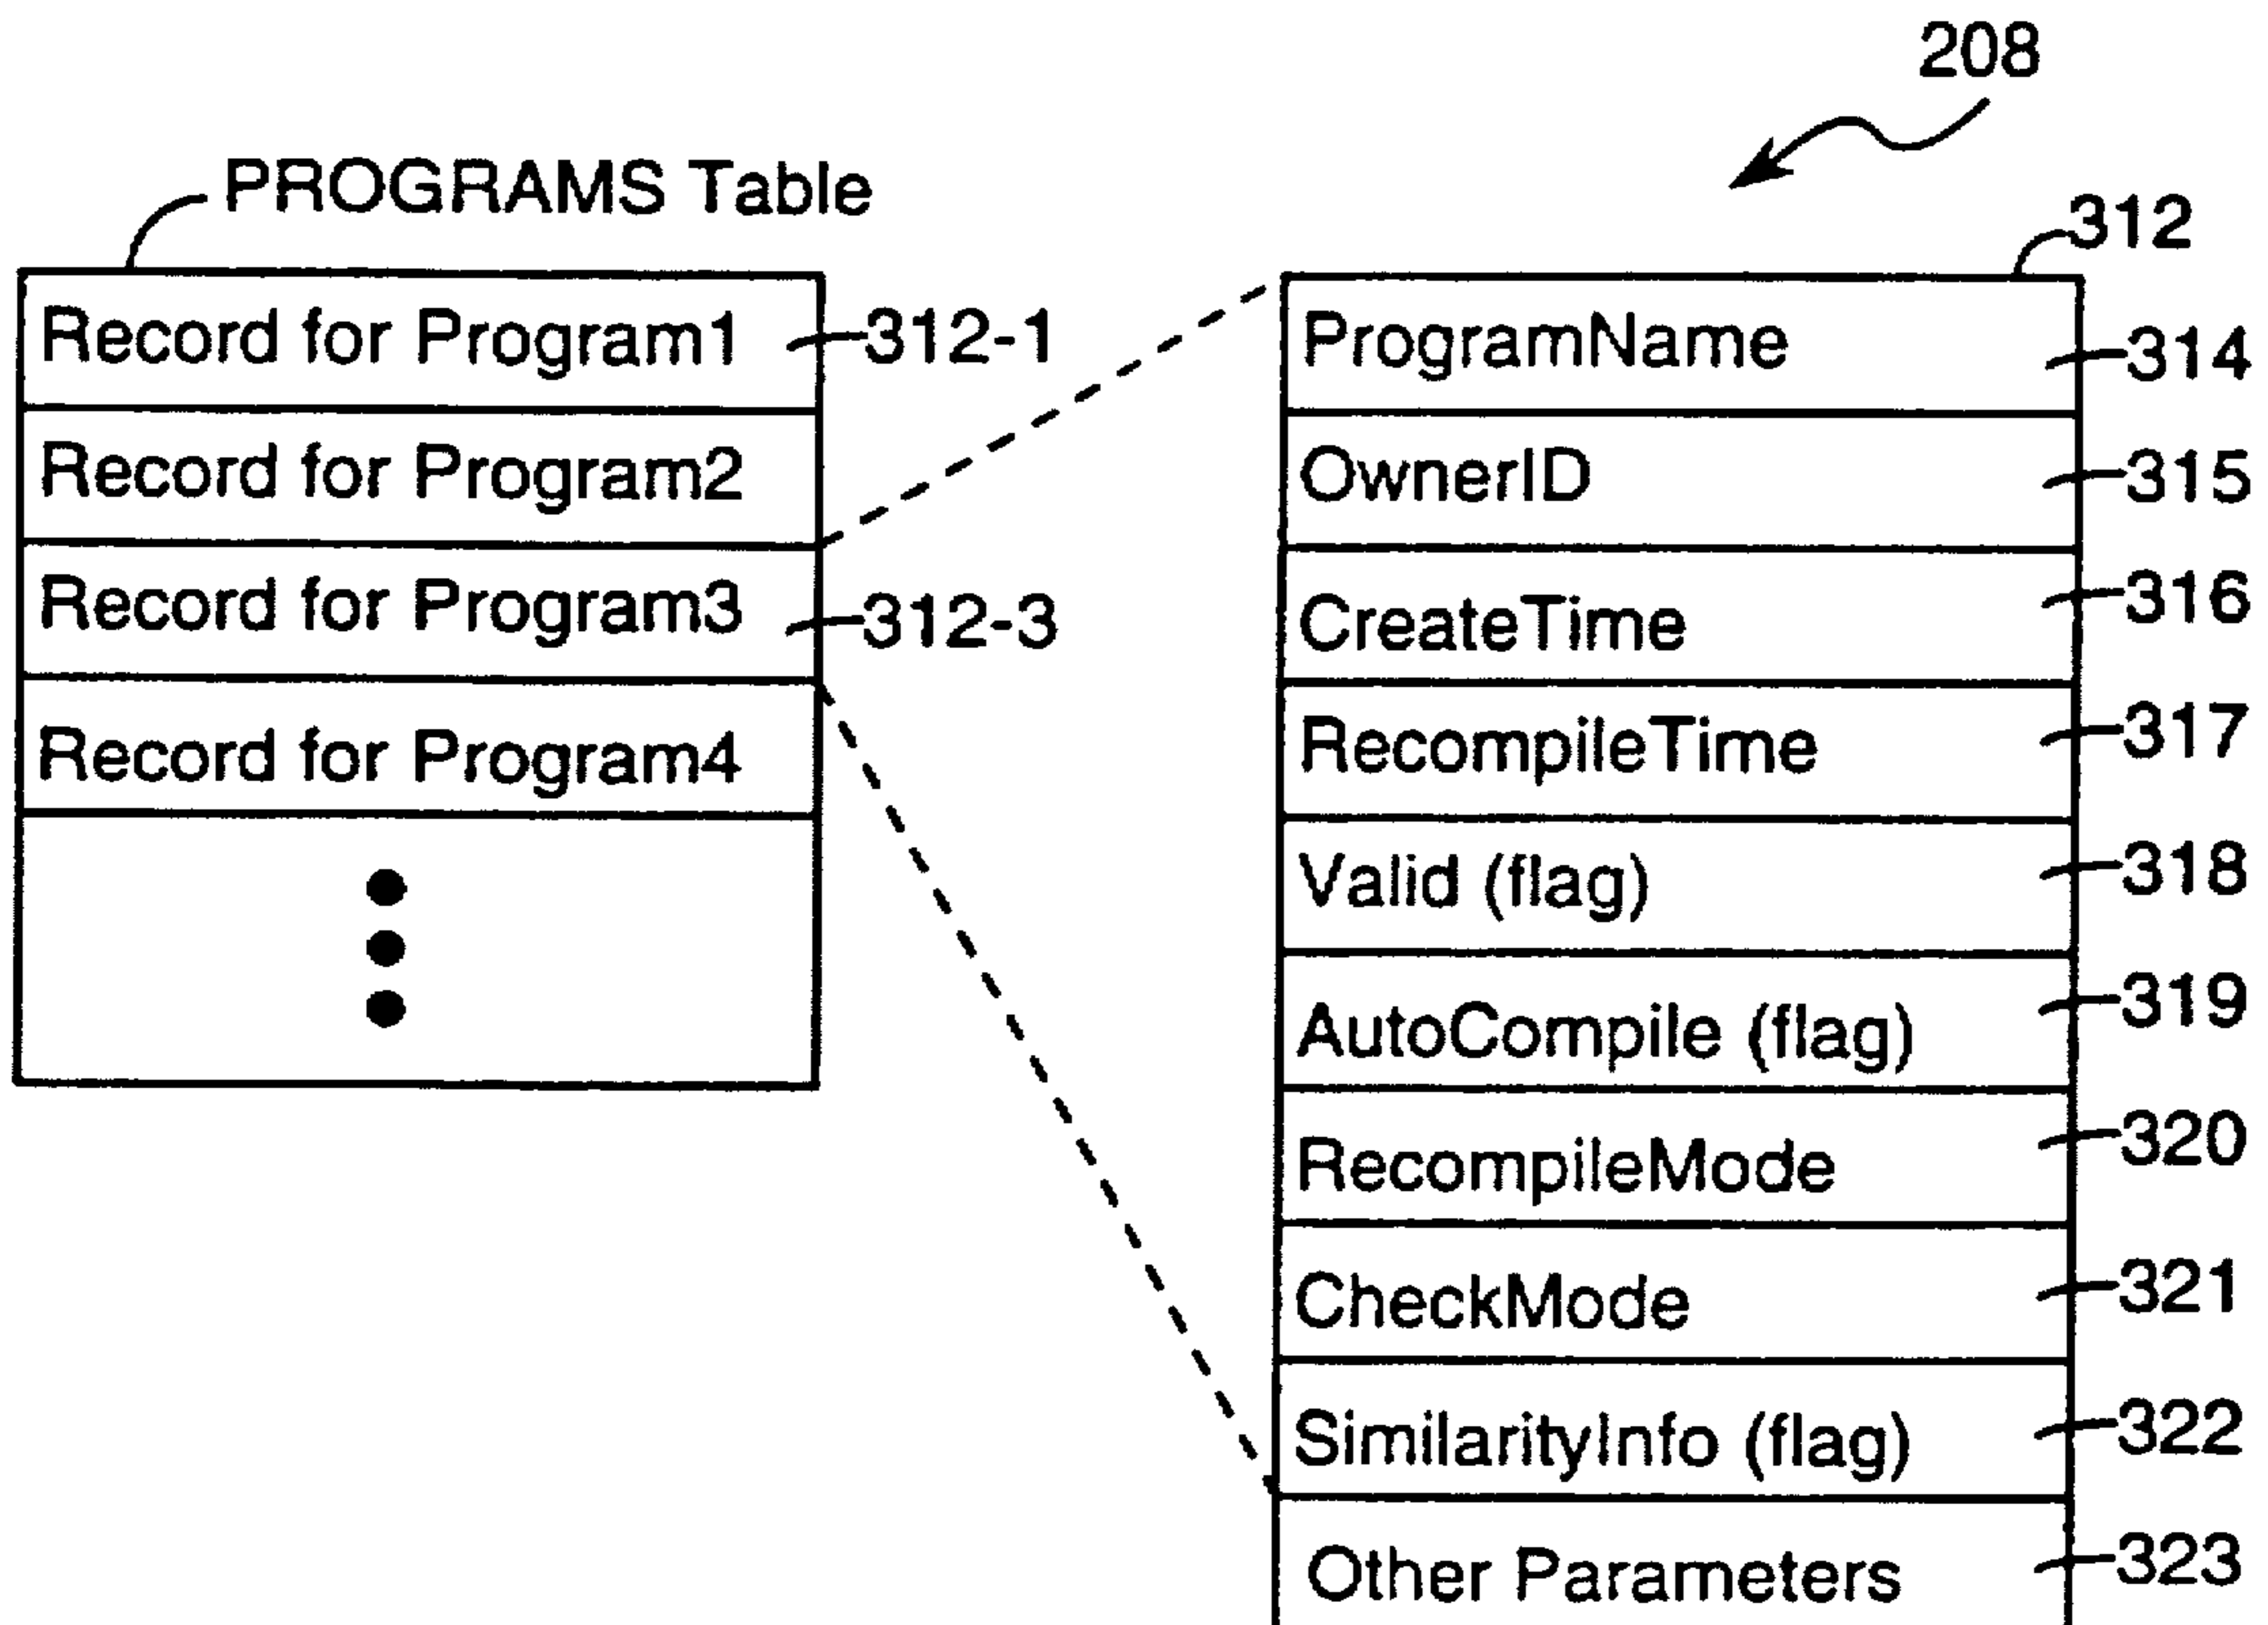 208
PROGRAMS Table
Record for Program1
312-1
Record for Program2
Record for Program3
312-3
Record for Program4
312
ProgramName
314
OwnerID
315
CreateTime
316
RecompileTime
317
Valid (flag)
318
AutoCompile (flag)
319
RecompileMode
320
CheckMode
321
SimilarityInfo (flag)
322
Other Parameters
323